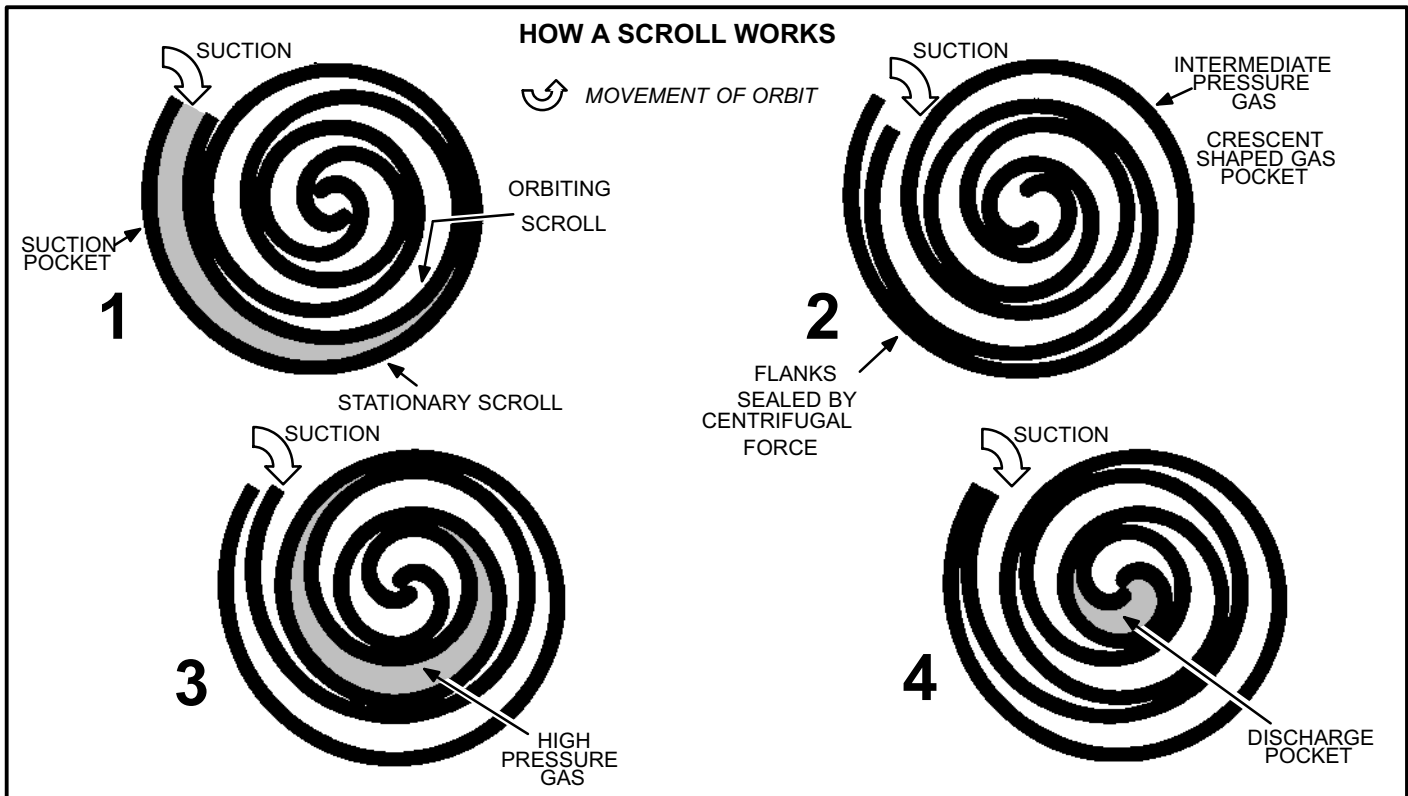 HOW A SCROLL WORKS
MOVEMENT OF ORBIT
SUCTION
SUCTION
POCKET
1
ORBITING
SCROLL
STATIONARY SCROLL
SUCTION
INTERMEDIATE
PRESSURE
GAS
CRESCENT
SHAPED GAS
POCKET
2
FLANKS
SEALED BY
CENTRIFUGAL
FORCE
SUCTION
3
HIGH
PRESSURE
GAS
SUCTION
4
DISCHARGE
POCKET